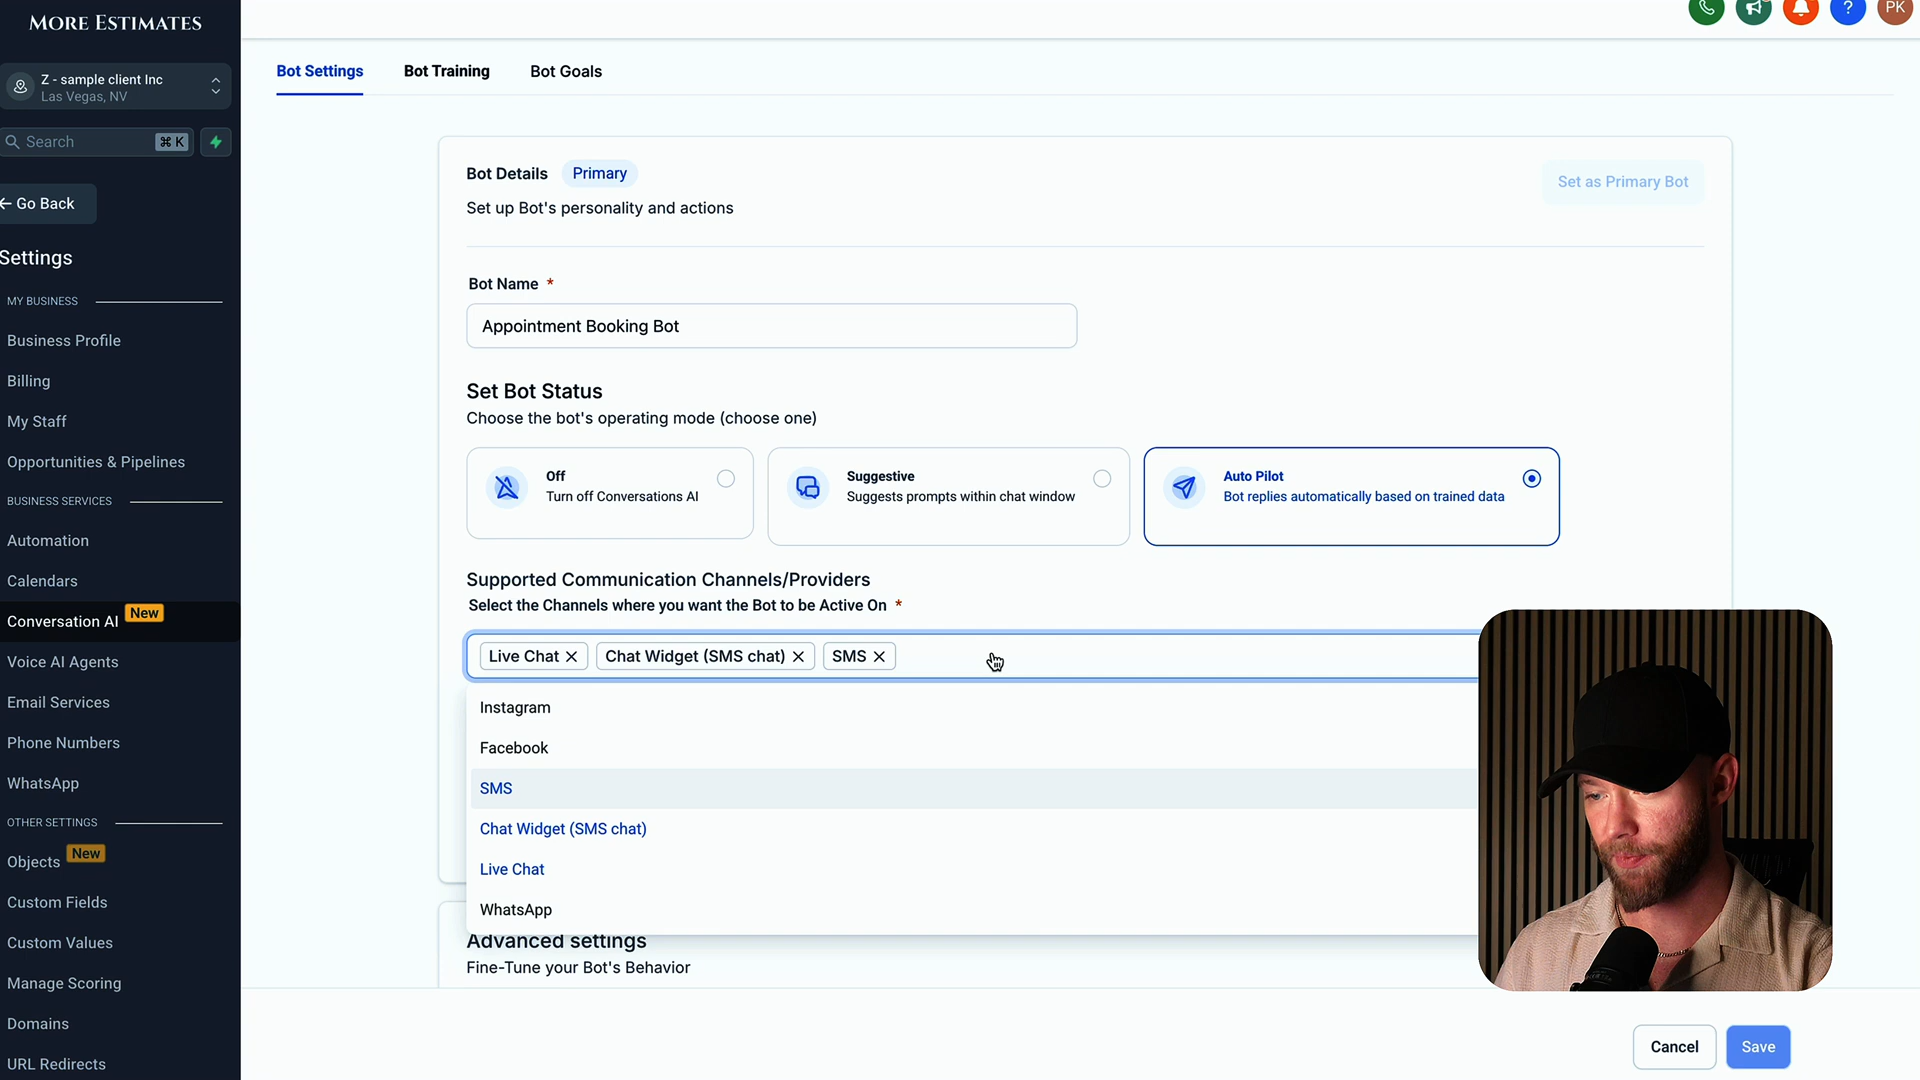 MORE ESTIMATES
Z - sample client Inc
Las Vegas, NV
Search
⌘ K
← Go Back
Settings
MY BUSINESS
Business Profile
Billing
My Staff
Opportunities & Pipelines
BUSINESS SERVICES
Automation
Calendars
Conversation AI New
Voice AI Agents
Email Services
Phone Numbers
WhatsApp
OTHER SETTINGS
Objects New
Custom Fields
Custom Values
Manage Scoring
Domains
URL Redirects
?
PK
Bot Settings
Bot Training
Bot Goals
Bot Details
Primary
Set as Primary Bot
Set up Bot's personality and actions
Bot Name *
Appointment Booking Bot
Set Bot Status
Choose the bot's operating mode (choose one)
Off
Turn off Conversations AI
Suggestive
Suggests prompts within chat window
Auto Pilot
Bot replies automatically based on trained data
Supported Communication Channels/Providers
Select the Channels where you want the Bot to be Active On *
Live Chat
Chat Widget (SMS chat)
SMS
Instagram
Facebook
SMS
Chat Widget (SMS chat)
Live Chat
WhatsApp
Advanced settings
Fine-Tune your Bot's Behavior
Cancel
Save